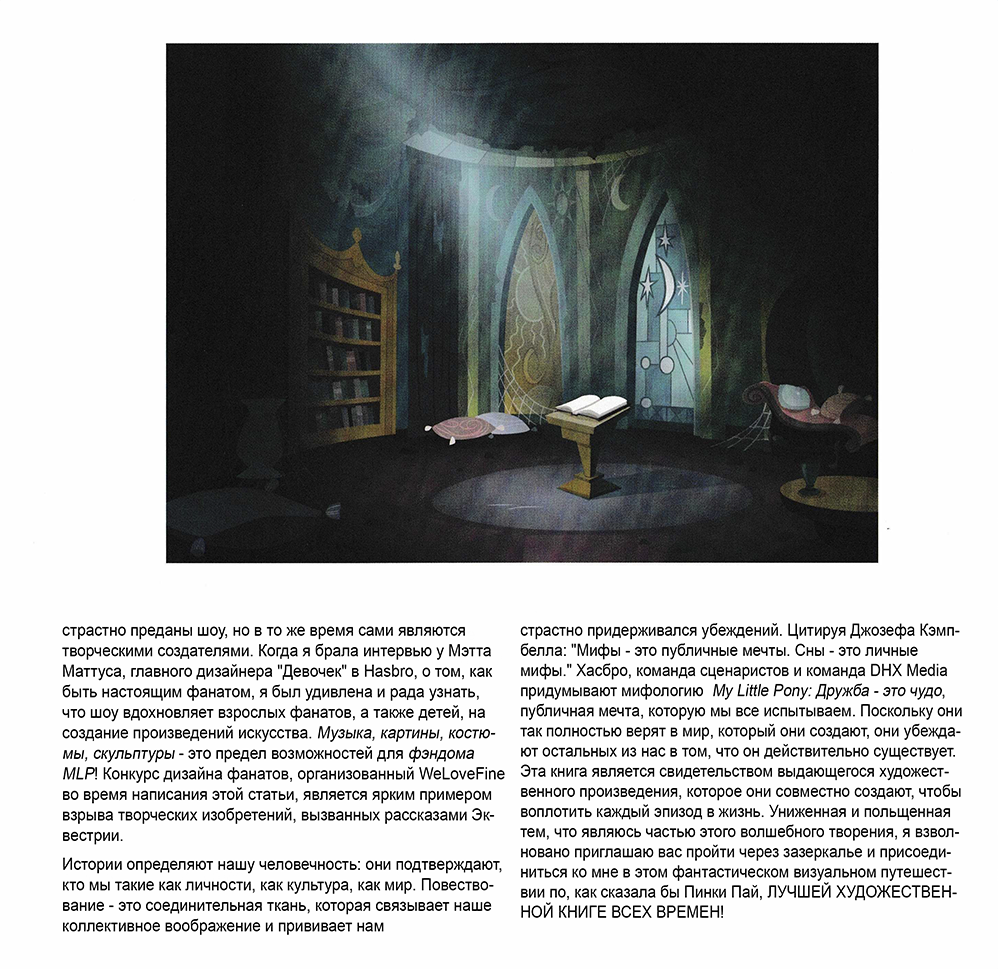 страстно преданы шоу, но в то же время сами являются
творческими создателями. Когда я брала интервью у Мэтта
Маттуса, главного дизайнера "Девочек" в Hasbro, о том, как
быть настоящим фанатом, я был удивлена и рада узнать,
что шоу вдохновляет взрослых фанатов, а также детей, на
создание произведений искусства. Музыка, картины, костю-
мы, скульптуры - это предел возможностей для фэндома
MLP! Конкурс дизайна фанатов, организованный WeLoveFine
во время написания этой статьи, является ярким примером
взрыва творческих изобретений, вызванных рассказами Эк-
вестрии.
Истории определяют нашу человечность: они подтверждают,
кто мы такие как личности, как культура, как мир. Повество-
вание - это соединительная ткань, которая связывает наше
коллективное воображение и прививает нам
страстно придерживался убеждений. Цитируя Джозефа Кэмп-
белла: "Мифы - это публичные мечты. Сны - это личные
мифы." Хасбро, команда сценаристов и команда DHX Media
придумывают мифологию My Little Pony: Дружба - это чудо,
публичная мечта, которую мы все испытываем. Поскольку они
так полностью верят в мир, который они создают, они убежда-
ют остальных из нас в том, что он действительно существует.
Эта книга является свидетельством выдающегося художест-
венного произведения, которое они совместно создают, чтобы
воплотить каждый эпизод в жизнь. Униженная и польщенная
тем, что являюсь частью этого волшебного творения, я взвол-
новано приглашаю вас пройти через зазеркалье и присоеди-
ниться ко мне в этом фантастическом визуальном путешест-
вии по, как сказала бы Пинки Пай, ЛУЧШЕЙ ХУДОЖЕСТВЕН-
НОЙ КНИГЕ ВСЕХ ВРЕМЕН!